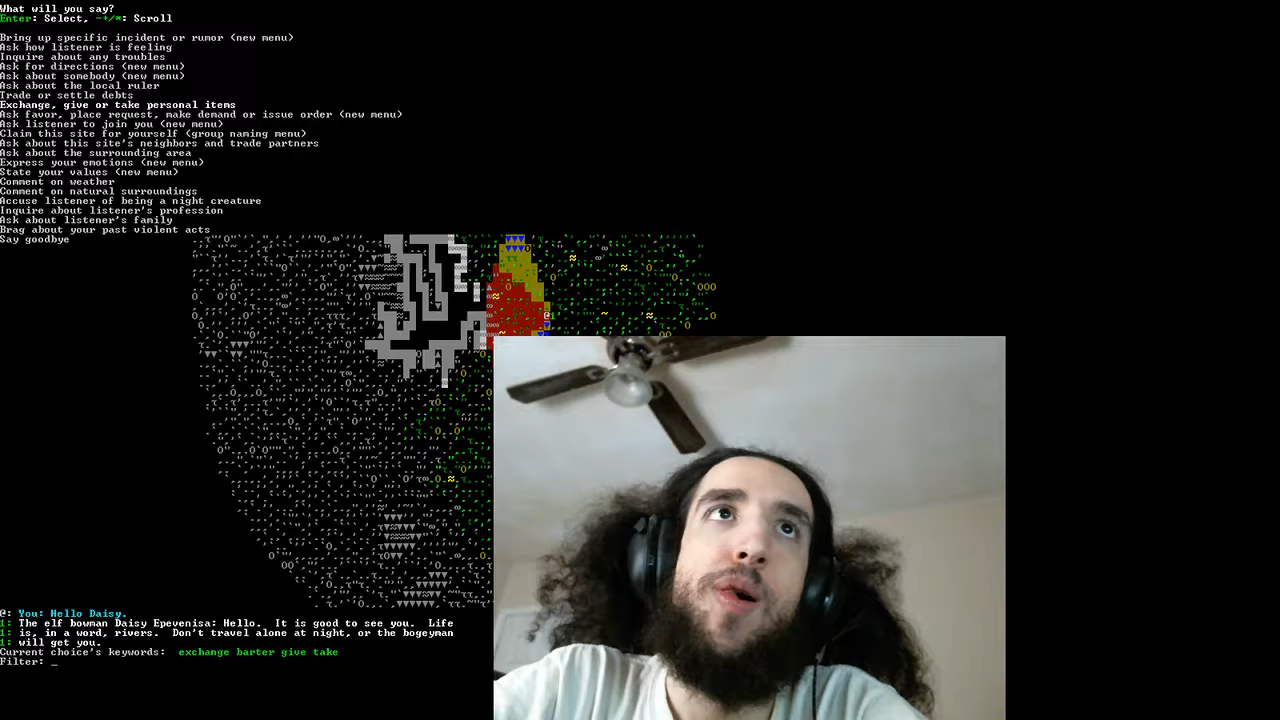 What will you say?
Enter: Select, -+/*: Scroll
Bring up specific incident or rumor (new menu)
Ask how listener is feeling
Inquire about any troubles
Ask for directions (new menu)
Ask about somebody (new menu)
Ask about the local ruler
Trade or settle debts
Exchange, give or take personal items
Ask favor, place request, make demand or issue order (new menu)
Ask listener to join you (new menu)
Claim this site for yourself (group naming menu)
Ask about this site's neighbors and trade partners
Ask about the surrounding area
Express your emotions (new menu)
State your values (new menu)
Comment on weather
Comment on natural surroundings
Accuse listener of being a night creature
Inquire about listener's profession
Ask about listener's family
Brag about your past violent acts
Say goodbye
@: You: Hello Daisy.
1: The elf bowman Daisy Epevenisa: Hello.  It is good to see you.  Life
1: is, in a word, rivers.  Don't travel alone at night, or the bogeyman
1: will get you.
Current choice's keywords:  exchange barter give take
Filter: _